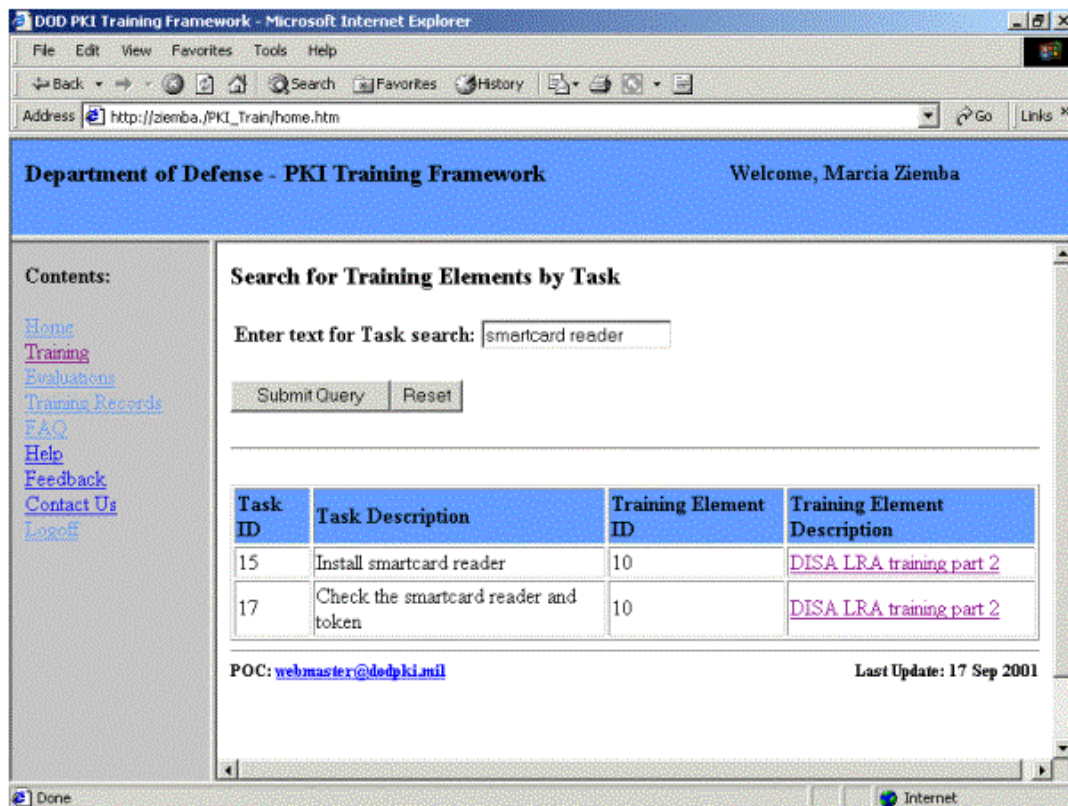 DOD PKI Training Framework - Microsoft Internet Explorer
File Edit View Favorites Tools Help
Back Search Favorites History
Address http://ziemba./PKI_Train/home.htm Go Links
Department of Defense - PKI Training Framework Welcome, Marcia Ziemba
Contents:
Home
Training
Evaluations
Training Records
FAQ
Help
Feedback
Contact Us
Logoff
Search for Training Elements by Task
Enter text for Task search: smartcard reader
Submit Query Reset
Task ID Task Description Training Element ID Training Element Description
15 Install smartcard reader 10 DISA LRA training part 2
17 Check the smartcard reader and token 10 DISA LRA training part 2
POC: webmaster@dodpki.mil Last Update: 17 Sep 2001
Done Internet